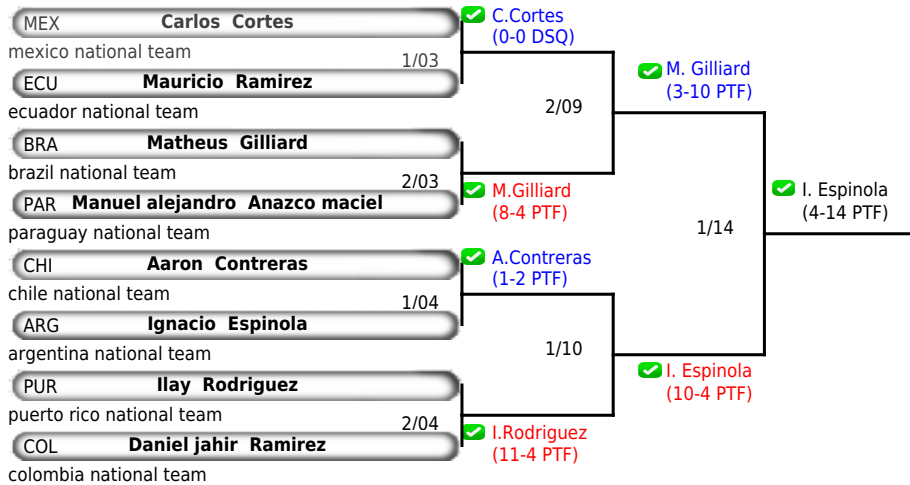 MEX Carlos Cortes
mexico national team
1/03
ECU Mauricio Ramirez
ecuador national team
BRA Matheus Gilliard
brazil national team
2/03
PAR Manuel alejandro Anazco maciel
paraguay national team
CHI Aaron Contreras
chile national team
1/04
ARG Ignacio Espinola
argentina national team
PUR Ilay Rodriguez
puerto rico national team
2/04
COL Daniel jahir Ramirez
colombia national team
C.Cortes
(0-0 DSQ)
2/09
M.Gilliard
(8-4 PTF)
A.Contreras
(1-2 PTF)
1/10
I.Rodriguez
(11-4 PTF)
M. Gilliard
(3-10 PTF)
1/14
I. Espinola
(10-4 PTF)
I. Espinola
(4-14 PTF)